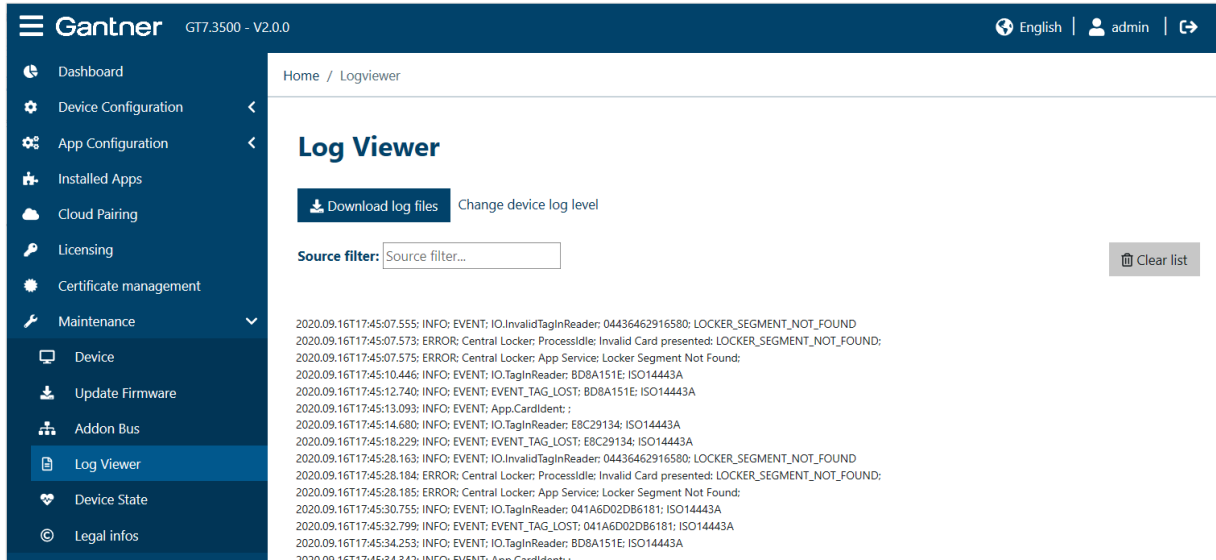 Gantner GT7.3500 - V2.0.0 English | admin |
Dashboard
Device Configuration
App Configuration
Installed Apps
Cloud Pairing
Licensing
Certificate management
Maintenance
Device
Update Firmware
Addon Bus
Log Viewer
Device State
Legal infos
Home / Logviewer
Log Viewer
Download log files Change device log level
Source filter: Source filter...
Clear list
2020.09.16T17:45:07.555; INFO; EVENT; IO.InvalidTagInReader; 04436462916580; LOCKER_SEGMENT_NOT_FOUND
2020.09.16T17:45:07.573; ERROR; Central Locker; ProcessIdle; Invalid Card presented: LOCKER_SEGMENT_NOT_FOUND;
2020.09.16T17:45:07.575; ERROR; Central Locker; App Service; Locker Segment Not Found;
2020.09.16T17:45:10.446; INFO; EVENT; IO.TagInReader; BD8A151E; ISO14443A
2020.09.16T17:45:12.740; INFO; EVENT; EVENT_TAG_LOST; BD8A151E; ISO14443A
2020.09.16T17:45:13.093; INFO; EVENT; App.CardIdent; ;
2020.09.16T17:45:14.680; INFO; EVENT; IO.TagInReader; E8C29134; ISO14443A
2020.09.16T17:45:18.229; INFO; EVENT; EVENT_TAG_LOST; E8C29134; ISO14443A
2020.09.16T17:45:28.163; INFO; EVENT; IO.InvalidTagInReader; 04436462916580; LOCKER_SEGMENT_NOT_FOUND
2020.09.16T17:45:28.184; ERROR; Central Locker; ProcessIdle; Invalid Card presented: LOCKER_SEGMENT_NOT_FOUND;
2020.09.16T17:45:28.185; ERROR; Central Locker; App Service; Locker Segment Not Found;
2020.09.16T17:45:30.755; INFO; EVENT; IO.TagInReader; 041A6D02DB6181; ISO14443A
2020.09.16T17:45:32.799; INFO; EVENT; EVENT_TAG_LOST; 041A6D02DB6181; ISO14443A
2020.09.16T17:45:34.253; INFO; EVENT; IO.TagInReader; BD8A151E; ISO14443A
2020.09.16T17:45:34.342; INFO; EVENT; App.CardIdent; ;